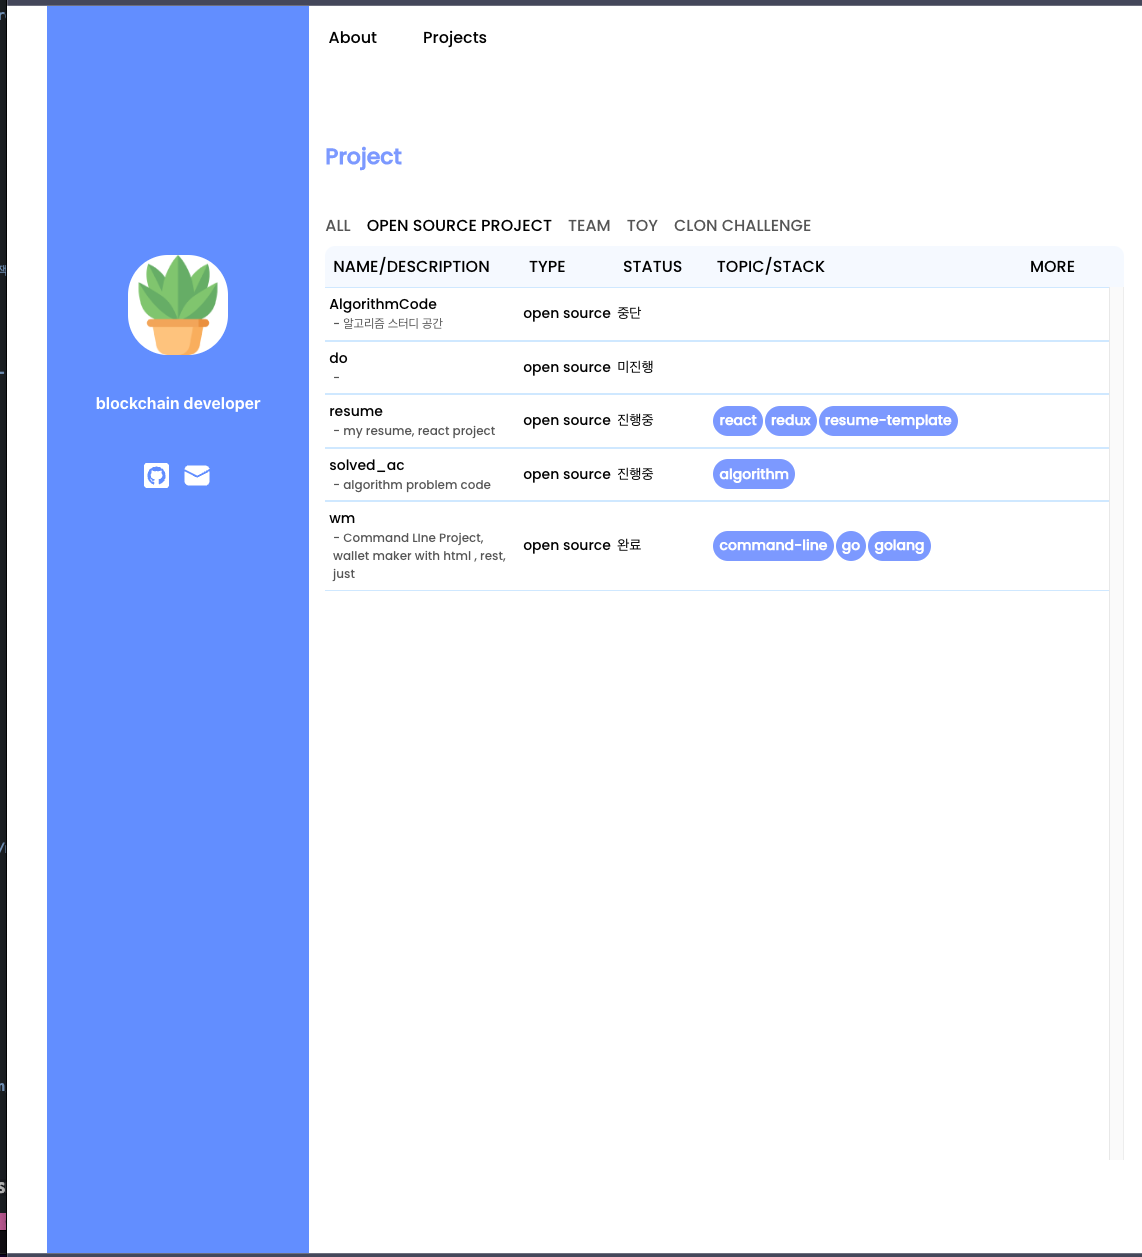 About Projects
Project
ALL OPEN SOURCE PROJECT TEAM TOY CLON CHALLENGE
NAME/DESCRIPTION TYPE STATUS TOPIC/STACK MORE
AlgorithmCode
- 알고리즘 스터디 공간
open source 중단
do
-
open source 미진행
resume
- my resume, react project
open source 진행중 react redux resume-template
solved_ac
- algorithm problem code
open source 진행중 algorithm
wm
- Command LIne Project,
wallet maker with html , rest,
just
open source 완료 command-line go golang
blockchain developer